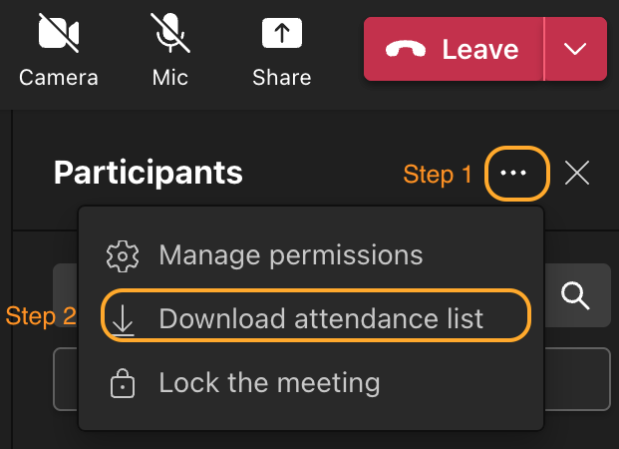 Camera Mic Share Leave
Participants Step 1 ...
Manage permissions
Step 2 Download attendance list
Lock the meeting